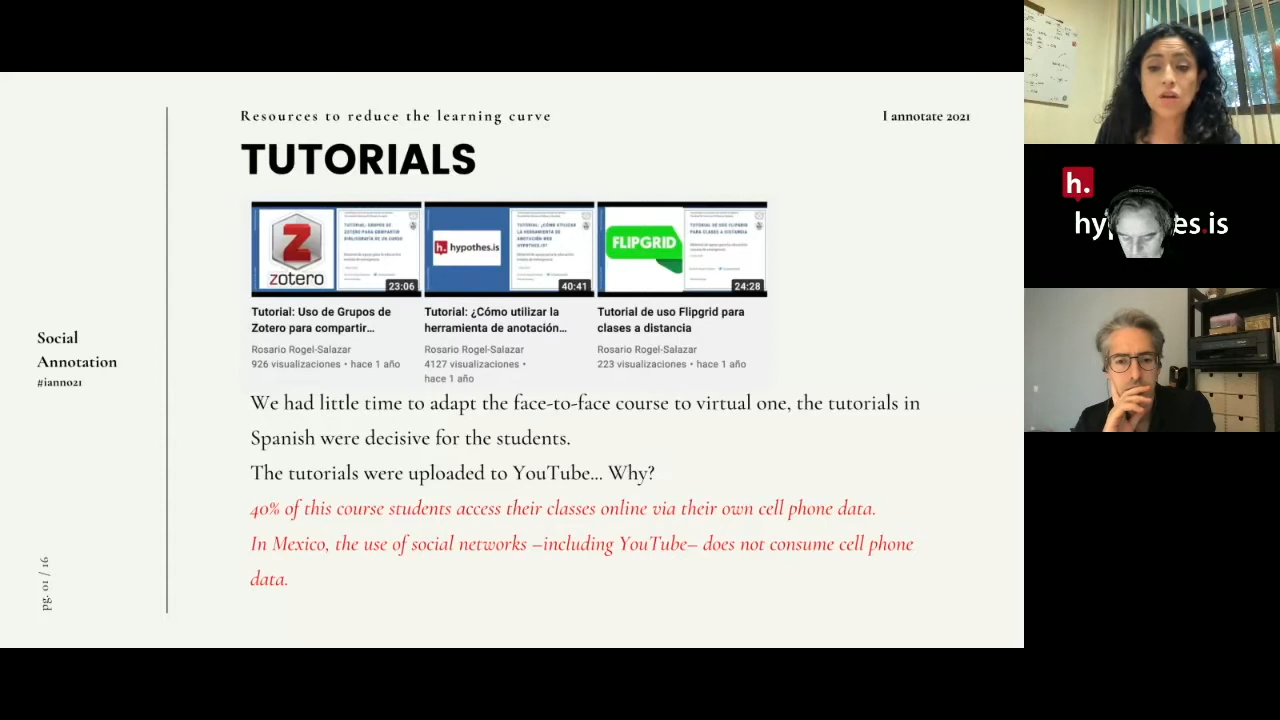 Resources to reduce the learning curve
I annotate 2021
TUTORIALS
zotero
23:06
h. hypothes.is
40:41
FLIPGRID
24:28
Tutorial: Uso de Grupos de
Zotero para compartir...
Rosario Rogel-Salazar
926 visualizaciones • hace 1 año
Tutorial: ¿Cómo utilizar la
herramienta de anotación...
Rosario Rogel-Salazar
4127 visualizaciones •
hace 1 año
Tutorial de uso Flipgrid para
clases a distancia
Rosario Rogel-Salazar
223 visualizaciones • hace 1 año
We had little time to adapt the face-to-face course to virtual one, the tutorials in
Spanish were decisive for the students.
The tutorials were uploaded to YouTube... Why?
40% of this course students access their classes online via their own cell phone data.
In Mexico, the use of social networks –including YouTube– does not consume cell phone
data.
Social
Annotation
#ianno21
pg. 01 / 16
h.